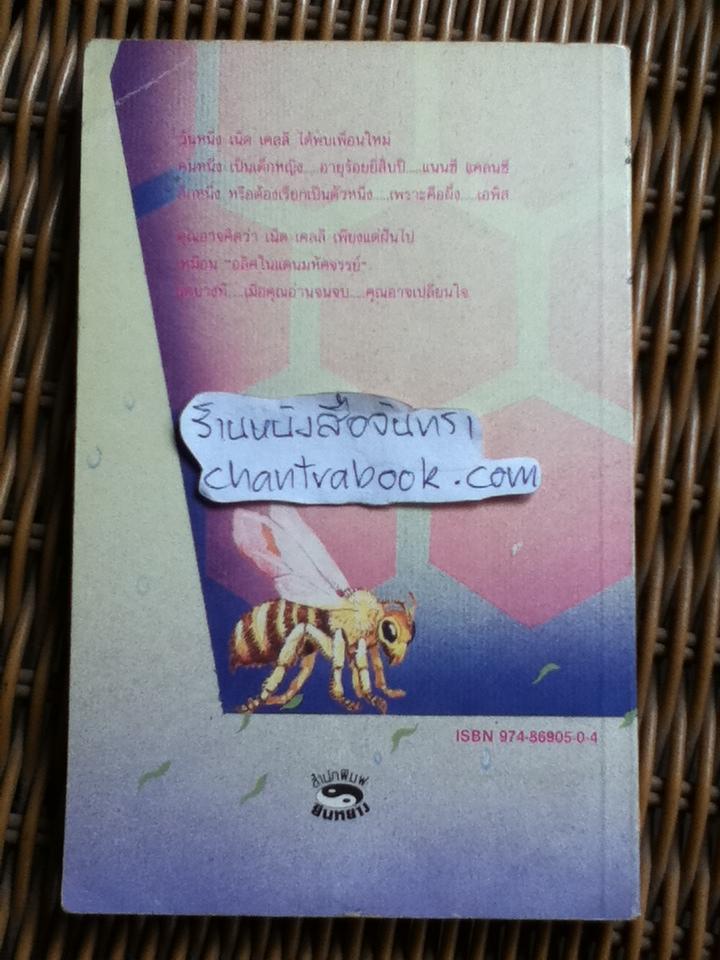 วันหนึ่ง เน็ด เคลลี ได้พบเพื่อนใหม่
คนหนึ่ง เป็นเด็กหญิง....อายุร้อยยี่สิบปี.....แนนซี แคลนซี
อีกหนึ่ง หรือต้องเรียกเป็นตัวหนึ่ง....เพราะคือผึ้ง....เอพิส
คุณอาจคิดว่า เน็ด เคลลี เพียงแต่ฝันไป
เหมือน "อลิศในแดนมหัศจรรย์"
แต่บางที....เมื่อคุณอ่านจนจบ....คุณอาจเปลี่ยนใจ
ร้านหนังสือจันทรา
chantrabook.com
ISBN 974-86905-0-4
สำนักพิมพ์
ยินหยาง